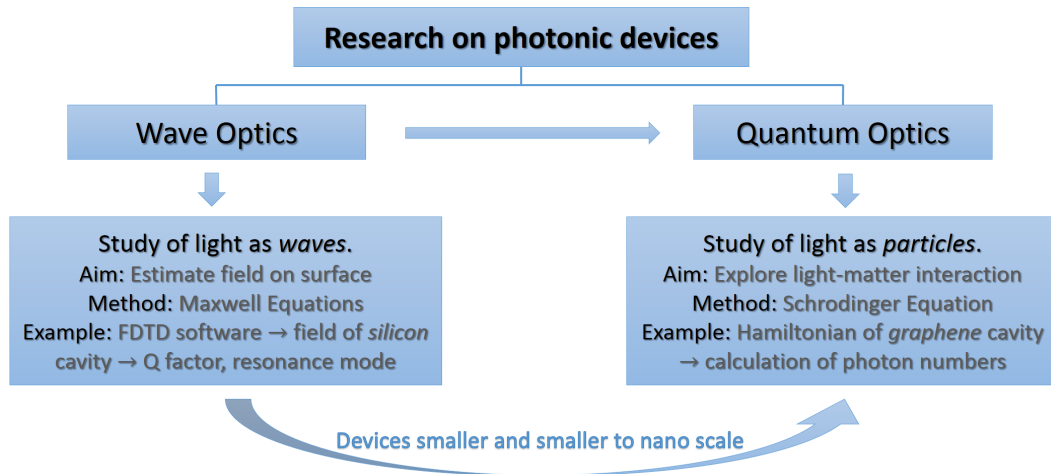 Research on photonic devices
Wave Optics
Quantum Optics
Study of light as waves.
Aim: Estimate field on surface
Method: Maxwell Equations
Example: FDTD software → field of silicon
cavity → Q factor, resonance mode
Study of light as particles.
Aim: Explore light-matter interaction
Method: Schrodinger Equation
Example: Hamiltonian of graphene cavity
→ calculation of photon numbers
Devices smaller and smaller to nano scale